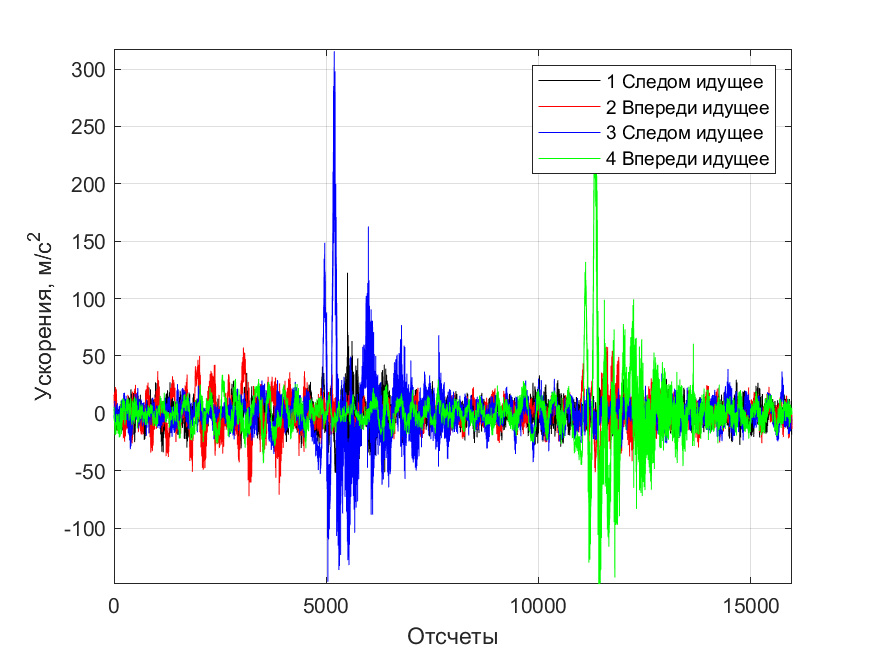 300
250
200
150
100
50
0
-50
-100
Ускорения, м/с²
0
5000
10000
15000
Отсчеты
1 Следом идущее
2 Впереди идущее
3 Следом идущее
4 Впереди идущее